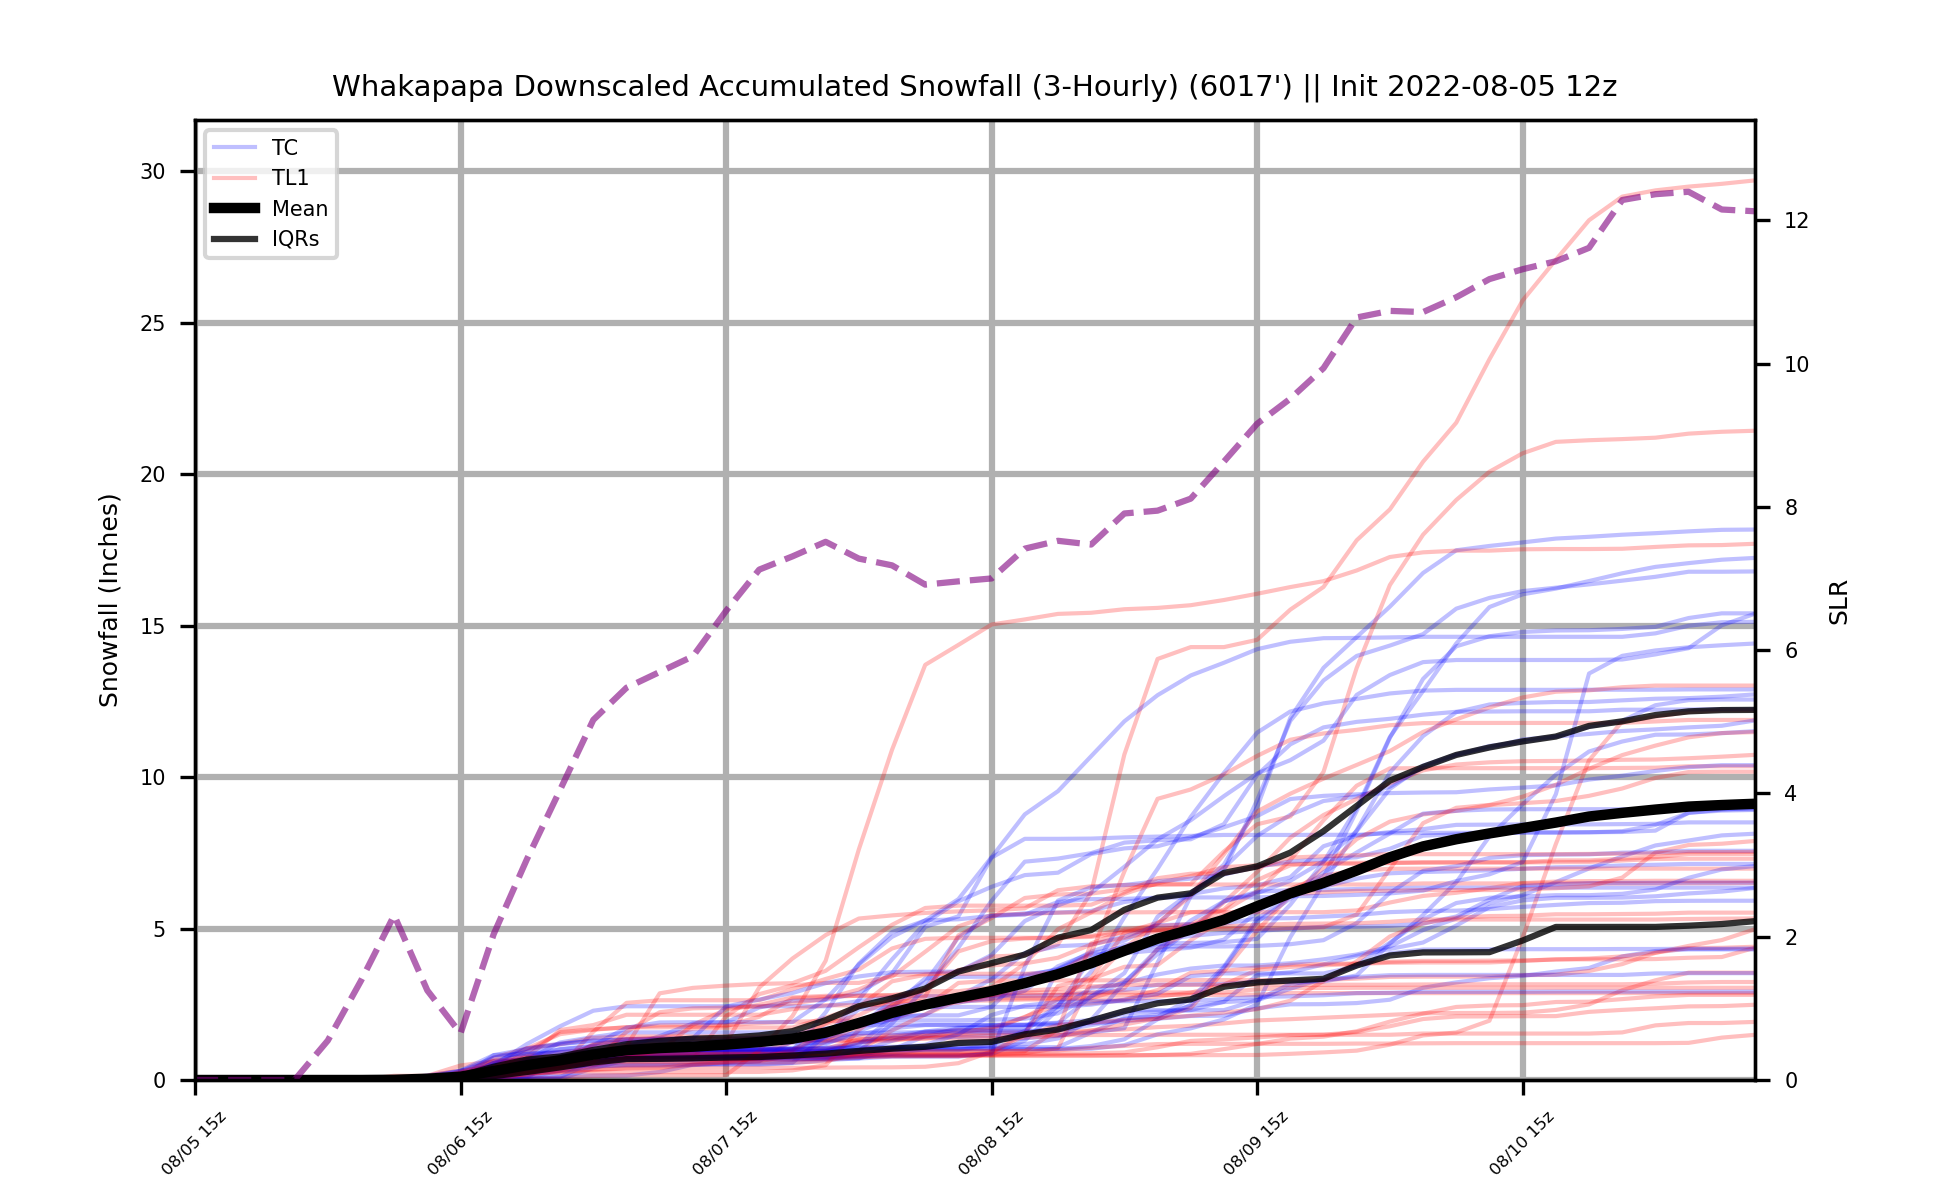 Whakapapa Downscaled Accumulated Snowfall (3-Hourly) (6017') || Init 2022-08-05 12z
TC
TL1
Mean
IQRs
30
25
20
15
10
5
0
Snowfall (Inches)
12
10
8
6
4
2
0
SLR
08/05 15z
08/06 15z
08/07 15z
08/08 15z
08/09 15z
08/10 15z